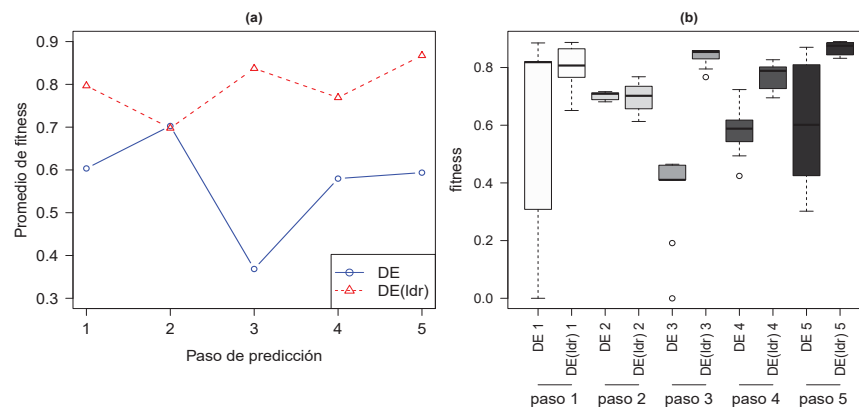 (a)
Promedio de fitness
0.9
0.8
0.7
0.6
0.5
0.4
0.3
DE
DE(ldr)
1 2 3 4 5
Paso de predicción
(b)
fitness
0.8
0.6
0.4
0.2
0.0
DE 1
DE(ldr) 1
DE 2
DE(ldr) 2
DE 3
DE(ldr) 3
DE 4
DE(ldr) 4
DE 5
DE(ldr) 5
paso 1 paso 2 paso 3 paso 4 paso 5